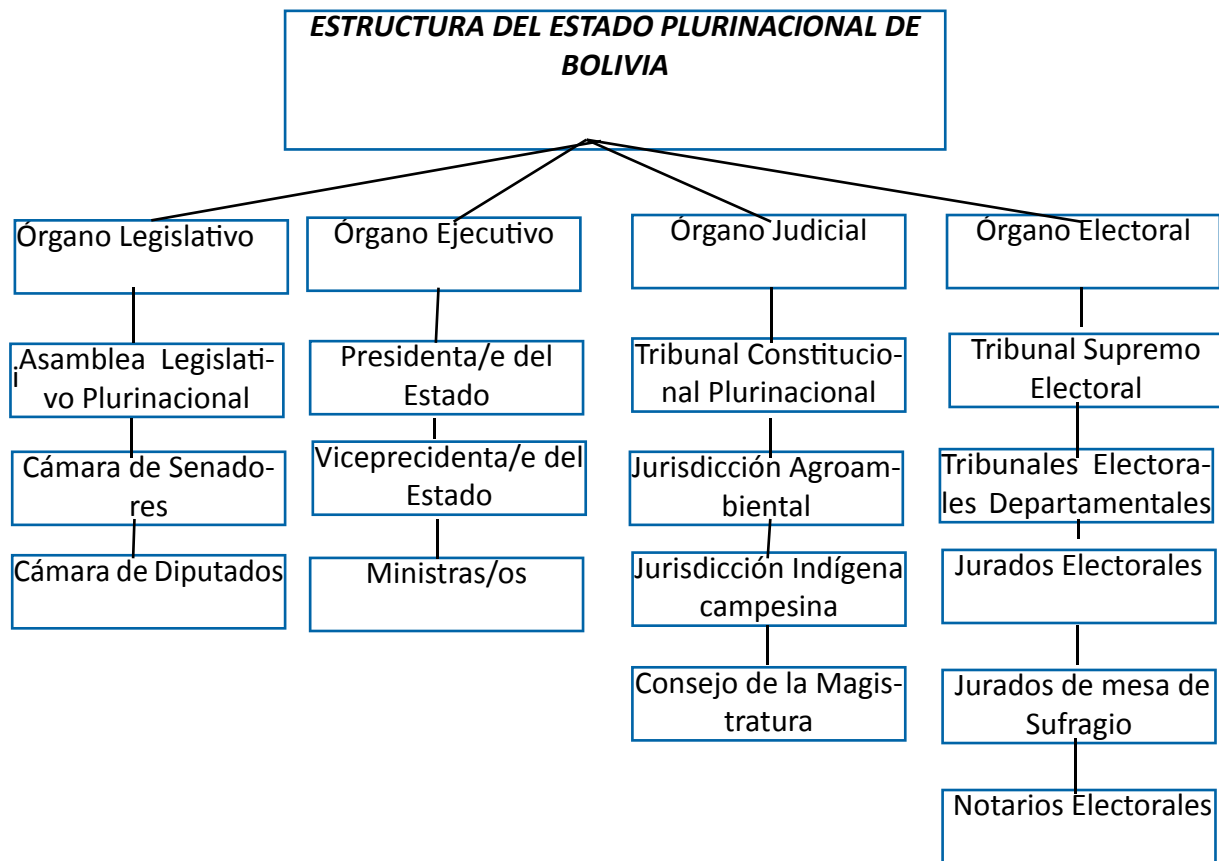 ESTRUCTURA DEL ESTADO PLURINACIONAL DE
BOLIVIA
Órgano Legislativo
Asamblea Legislati-
i
vo Plurinacional
Cámara de Senado-
res
Cámara de Diputados
Órgano Ejecutivo
Presidenta/e del
Estado
Viceprecidenta/e del
Estado
Ministras/os
Órgano Judicial
Tribunal Constitucio-
nal Plurinacional
Jurisdicción Agroam-
biental
Jurisdicción Indígena
campesina
Consejo de la Magis-
tratura
Órgano Electoral
Tribunal Supremo
Electoral
Tribunales Electora-
les Departamentales
Jurados Electorales
Jurados de mesa de
Sufragio
Notarios Electorales